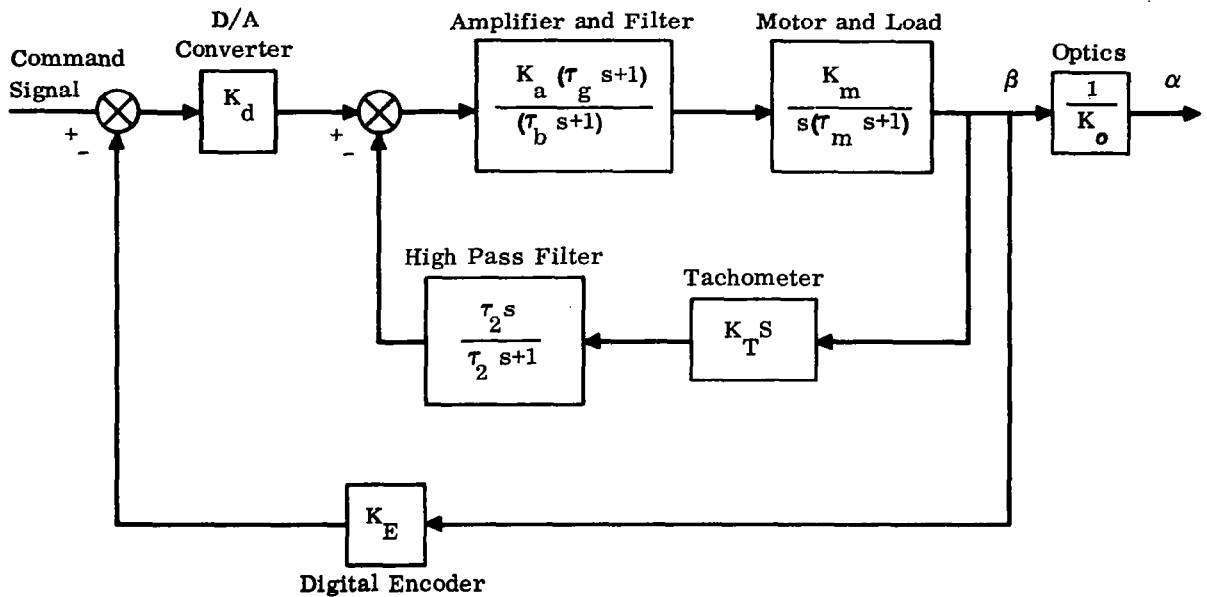 D/A
Converter
Amplifier and Filter
Motor and Load
Optics
Command
Signal
+
-
K_d
+
-
K_a (τ_g s+1)
(τ_b s+1)
K_m
s(τ_m s+1)
β
1
K_o
α
High Pass Filter
τ_2 s
τ_2 s+1
Tachometer
K_T S
K_E
Digital Encoder